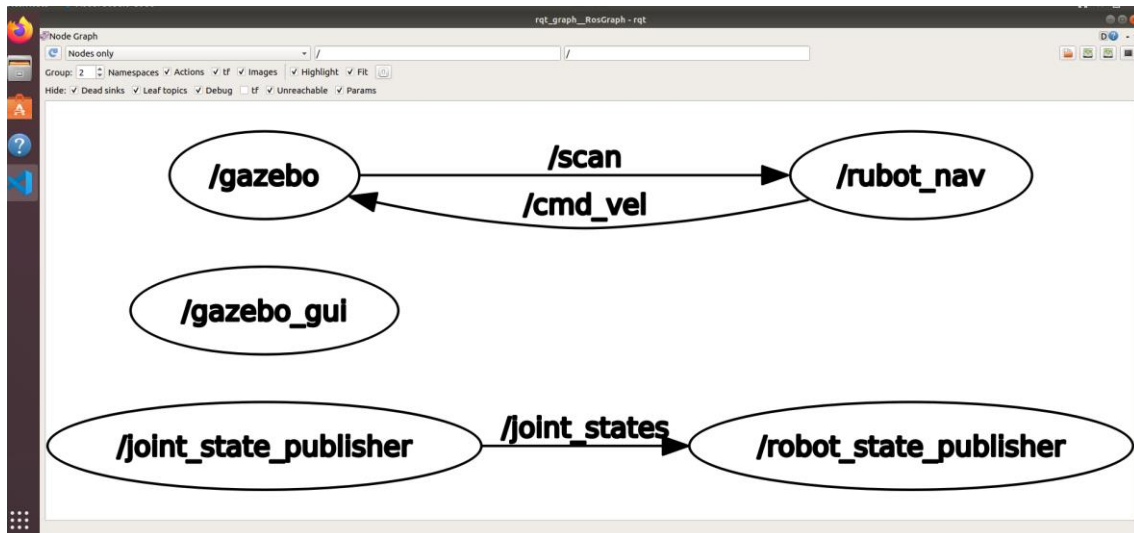 rqt_graph__RosGraph - rqt
Node Graph
D
Nodes only / /
Group: 2 Namespaces Actions tf Images Highlight Fit
Hide: Dead sinks Leaf topics Debug tf Unreachable Params
/gazebo
/scan
/rubot_nav
/cmd_vel
/gazebo_gui
/joint_state_publisher
/joint_states
/robot_state_publisher